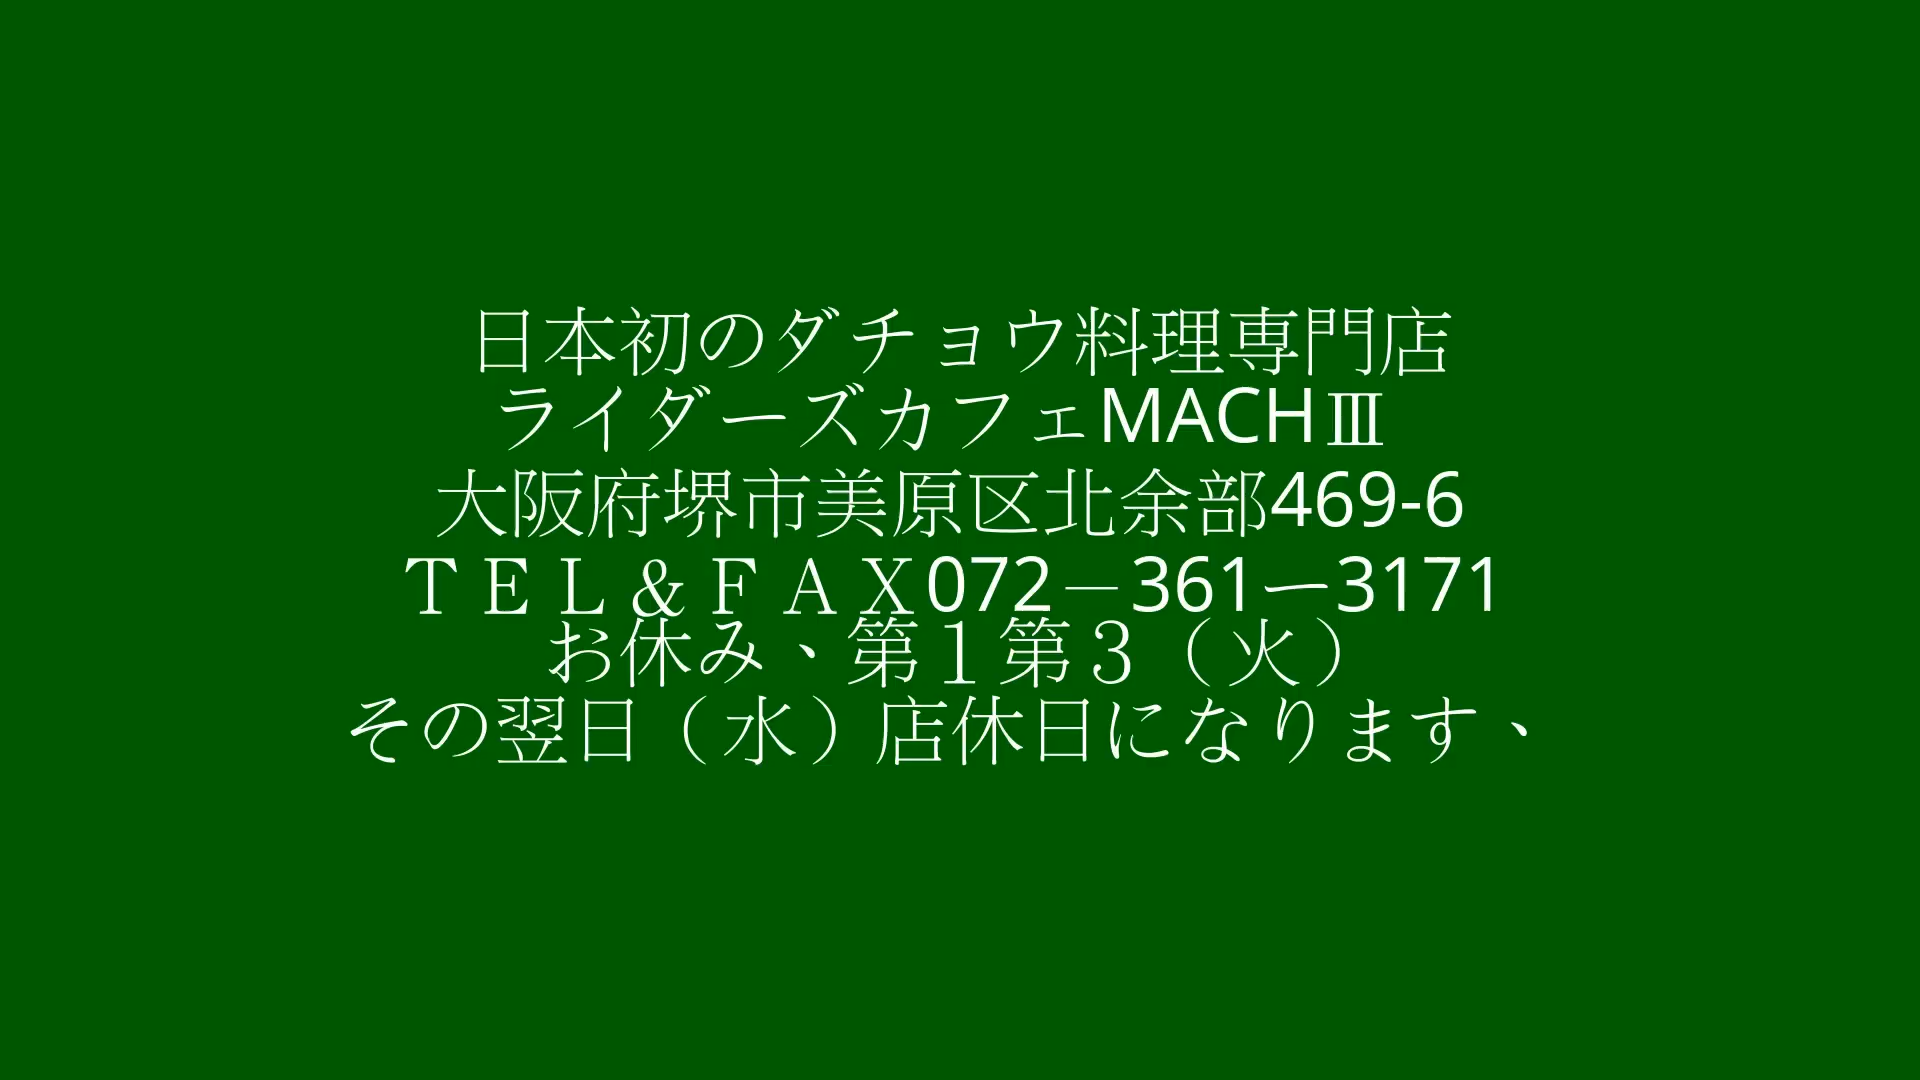 日本初のダチョウ料理専門店
ライダーズカフェMACHⅢ
大阪府堺市美原区北余部469-6
ＴＥＬ＆ＦＡＸ072－361ー3171
お休み、第１第３（火）
その翌日（水）店休日になります、